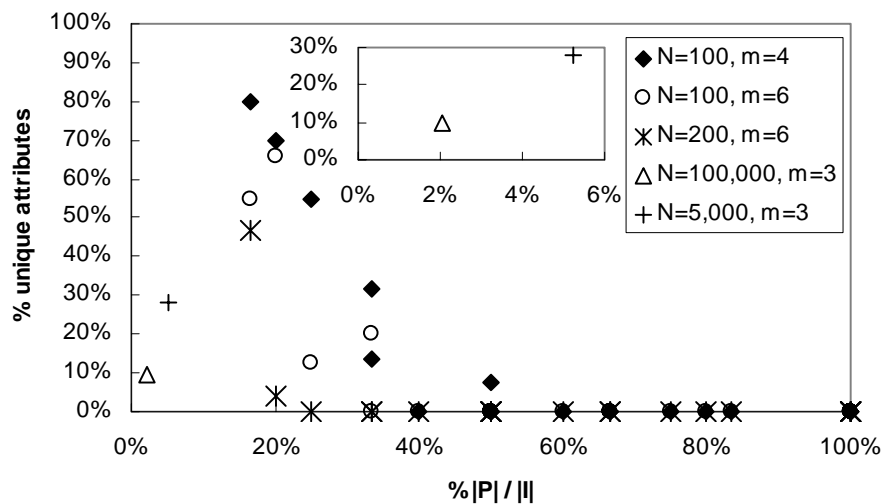 100%
90%
80%
70%
60%
50%
40%
30%
20%
10%
0%
% unique attributes
30%
20%
10%
0%
0% 2% 4% 6%
N=100, m=4
N=100, m=6
N=200, m=6
N=100,000, m=3
N=5,000, m=3
0% 20% 40% 60% 80% 100%
%|P| / |I|